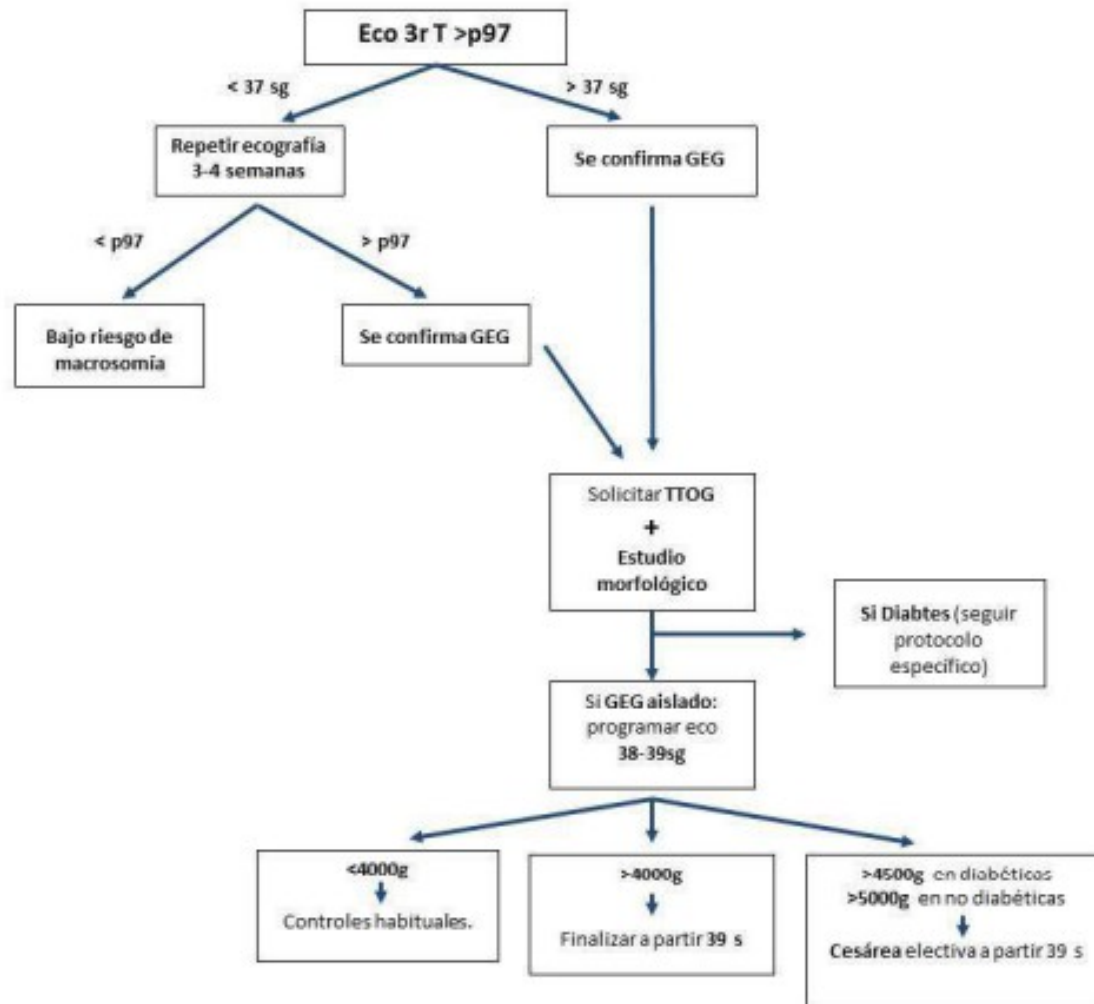 Eco 3r T >p97
< 37 sg
> 37 sg
Repetir ecografía
3-4 semanas
Se confirma GEG
< p97
> p97
Bajo riesgo de
macrosomía
Se confirma GEG
Solicitar TTOG
+
Estudio
morfológico
Si Diabtes (seguir
protocolo
específico)
Si GEG aislado:
programar eco
38-39sg
<4000g
Controles habituales.
>4000g
Finalizar a partir 39 s
>4500g en diabéticas
>5000g en no diabéticas
Cesárea electiva a partir 39 s